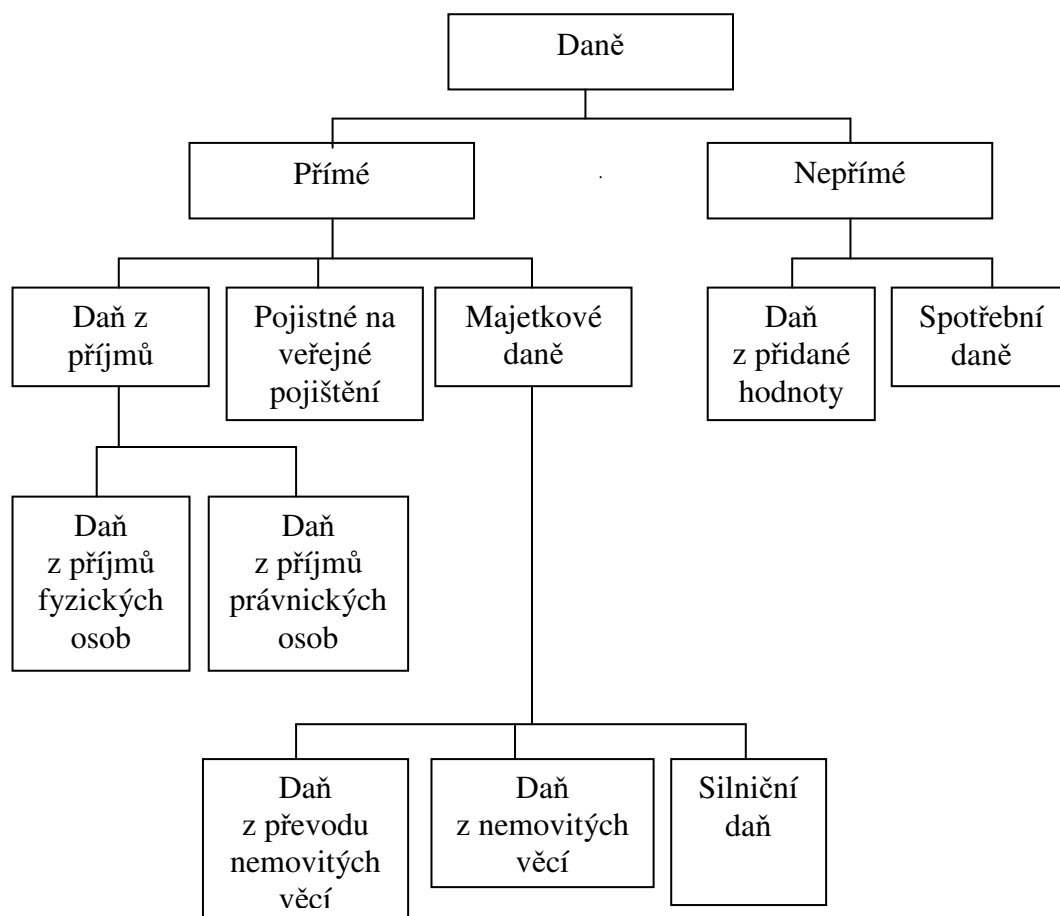 Daně
Přímé
Nepřímé
Daň z
příjmů
Pojistné na
veřejné
pojištění
Majetkové
daně
Daň
z přidané
hodnoty
Spotřební
daně
Daň
z příjmů
fyzických
osob
Daň
z příjmů
právnických
osob
Daň
z převodu
nemovitých
věcí
Daň
z nemovitých
věcí
Silniční
daň